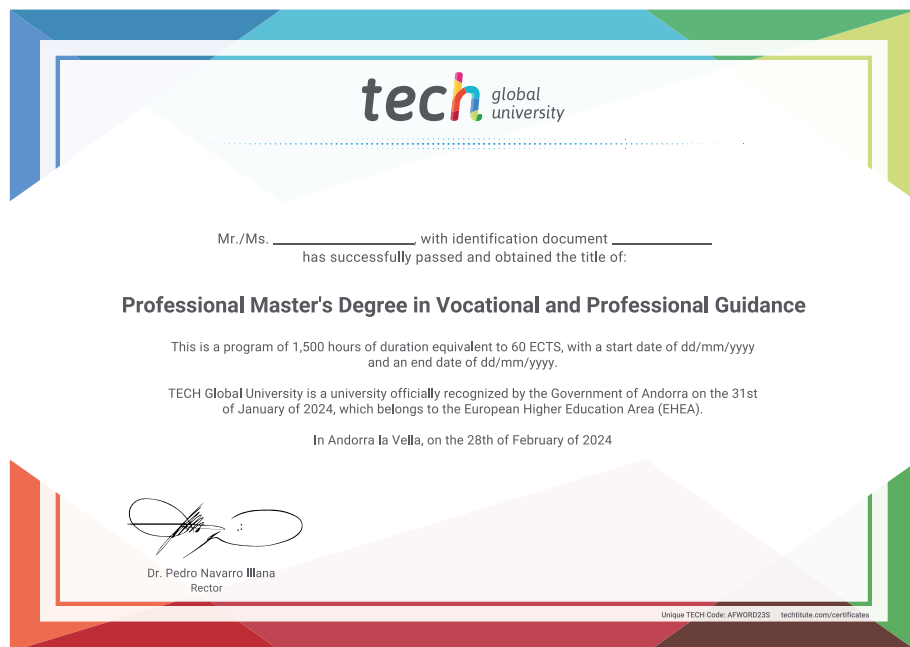 tech global university
Mr./Ms. ________________, with identification document ____________
has successfully passed and obtained the title of:
Professional Master's Degree in Vocational and Professional Guidance
This is a program of 1,500 hours of duration equivalent to 60 ECTS, with a start date of dd/mm/yyyy
and an end date of dd/mm/yyyy.
TECH Global University is a university officially recognized by the Government of Andorra on the 31st
of January of 2024, which belongs to the European Higher Education Area (EHEA).
In Andorra la Vella, on the 28th of February of 2024
Dr. Pedro Navarro Illana
Rector
Unique TECH Code: AFWORD23S techtitute.com/certificates